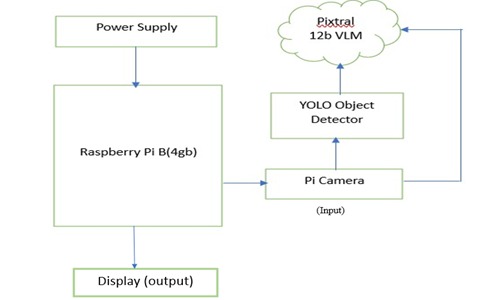 Power Supply
Pixtral
12b VLM
YOLO Object
Detector
Raspberry Pi B(4gb)
Pi Camera
(Input)
Display (output)